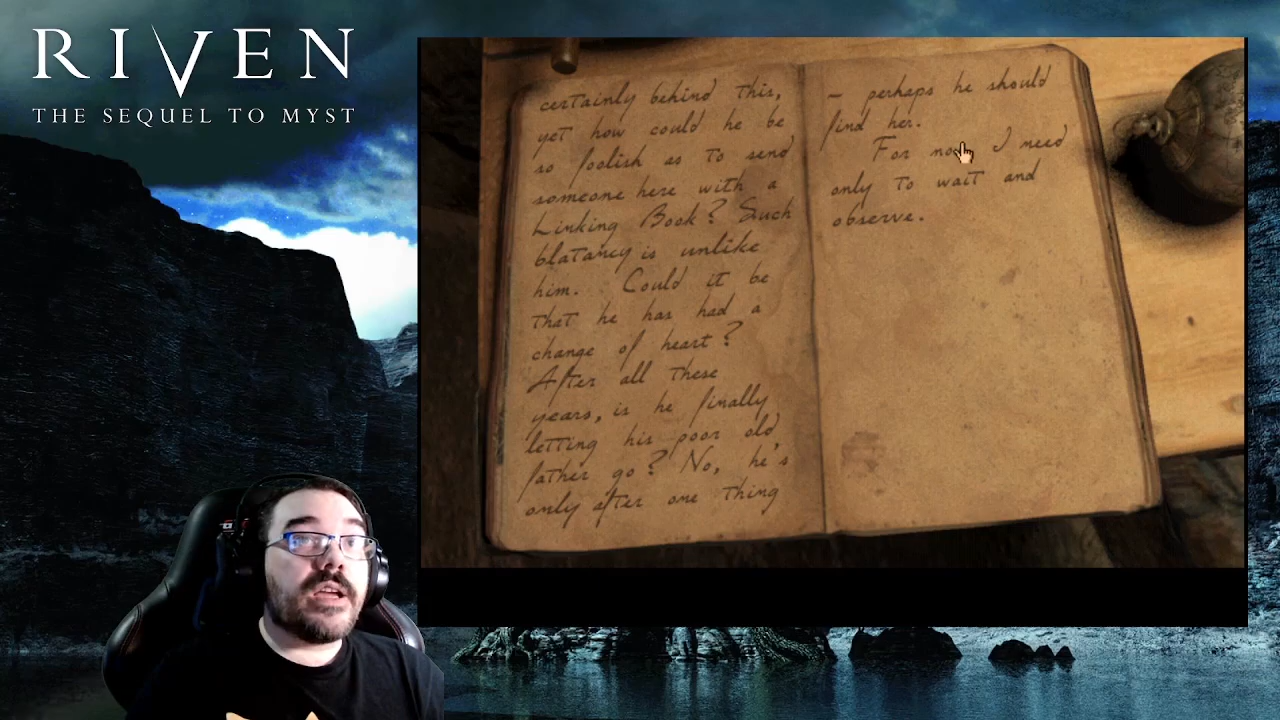 RIVEN
THE SEQUEL TO MYST
certainly behind this,
yet how could he be
so foolish as to send
someone here with a
Linking Book? Such
blatancy is unlike
him. Could it be
that he has had a
change of heart?
After all these
years, is he finally
letting his poor old
father go? No, he's
only after one thing
– perhaps he should
find her.
For now I need
only to wait and
observe.